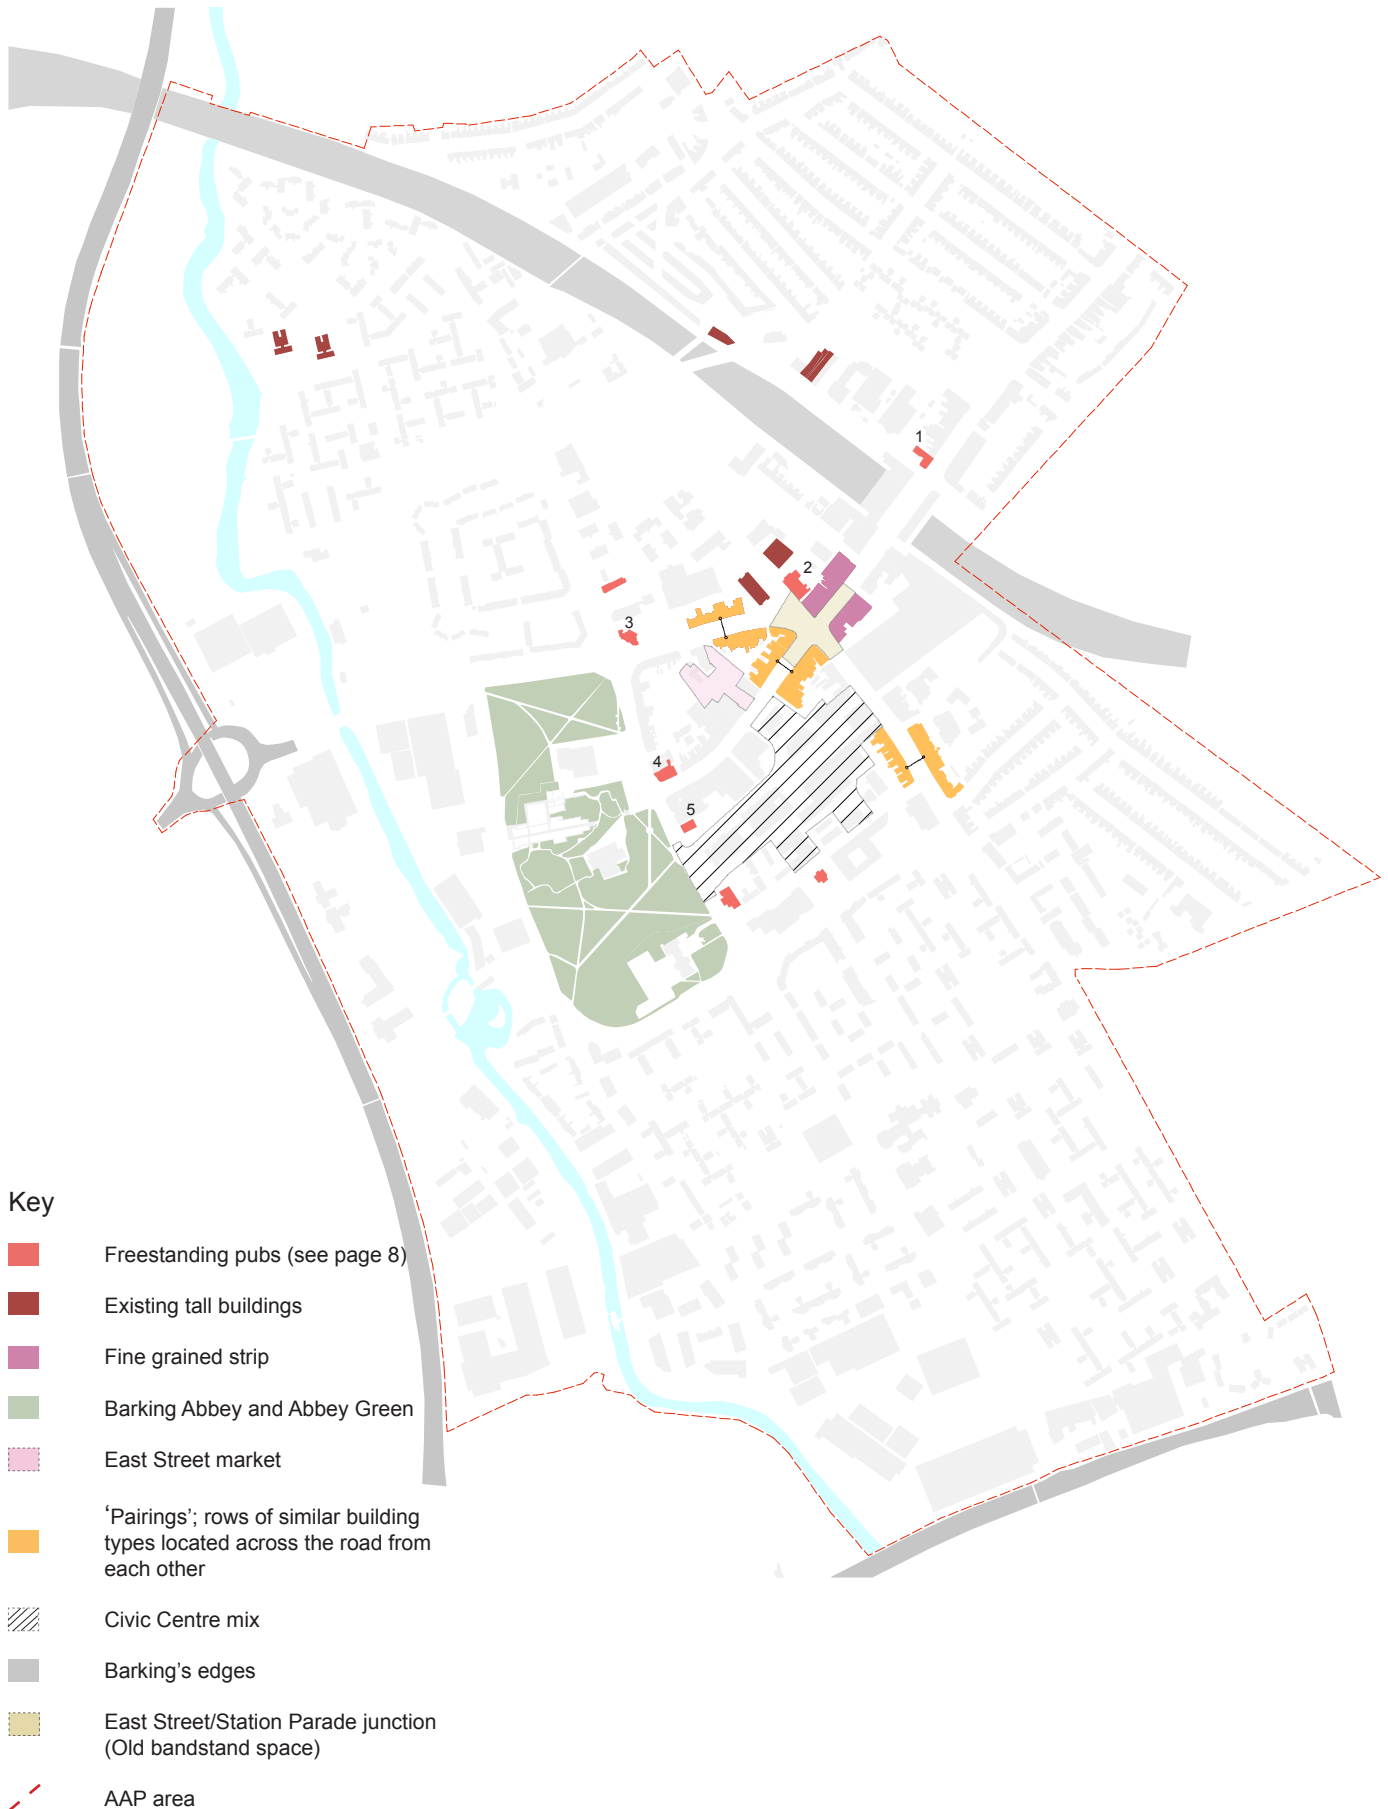 1
2
3
4
5
Key
Freestanding pubs (see page 8)
Existing tall buildings
Fine grained strip
Barking Abbey and Abbey Green
East Street market
‘Pairings’; rows of similar building
types located across the road from
each other
Civic Centre mix
Barking’s edges
East Street/Station Parade junction
(Old bandstand space)
AAP area